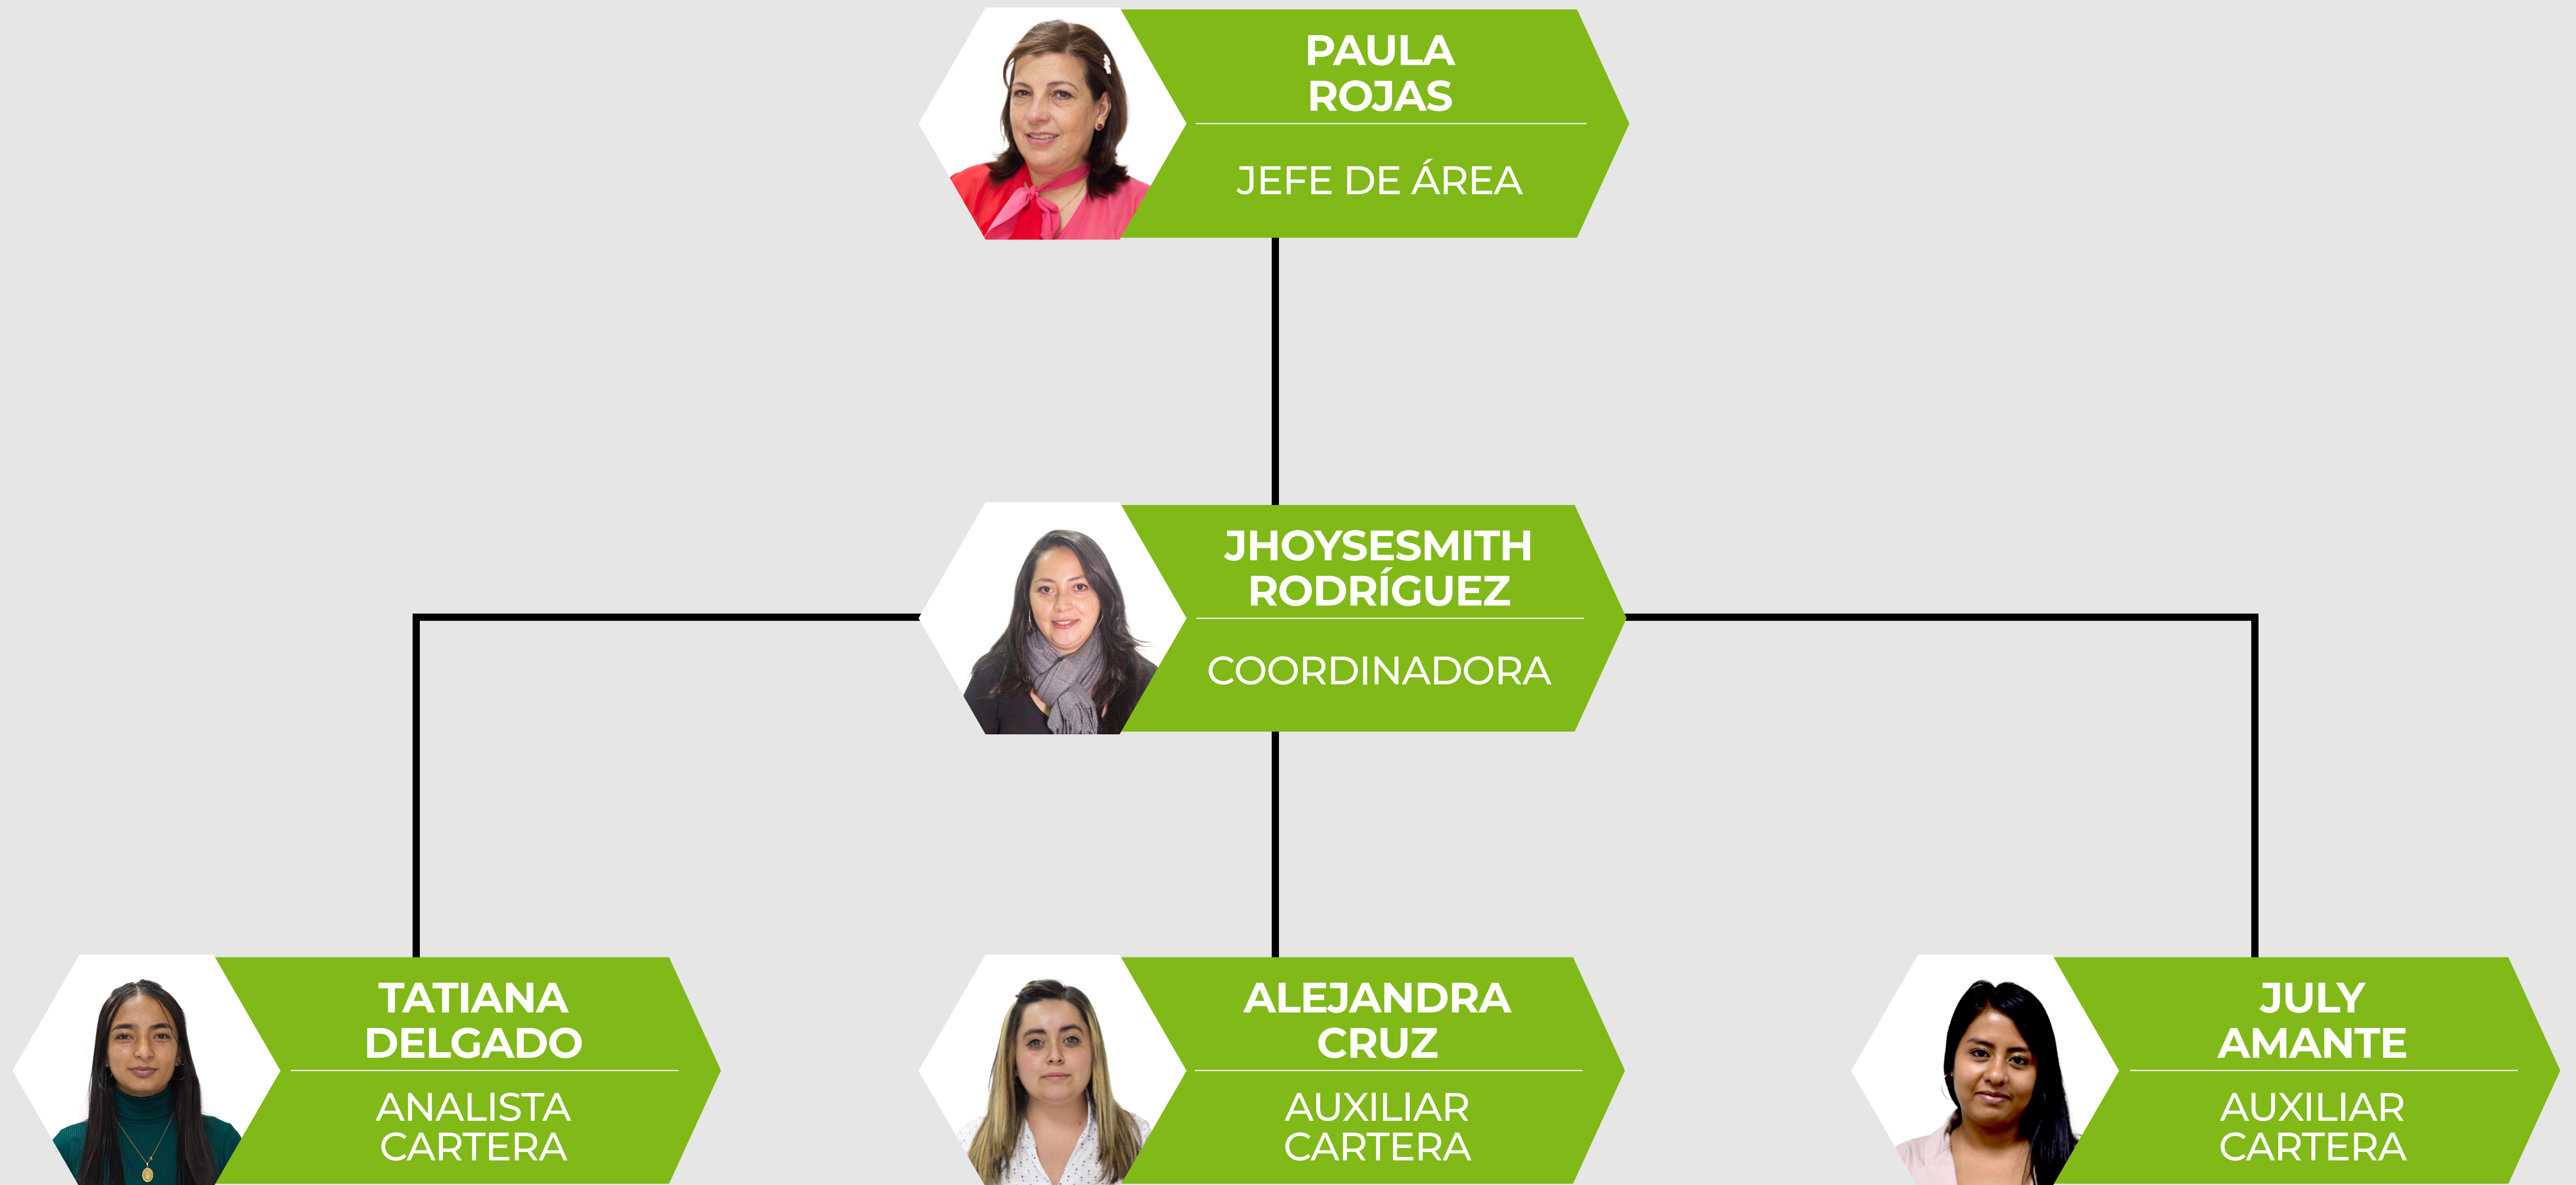 PAULA
ROJAS
JEFE DE ÁREA
JHOYSESMITH
RODRÍGUEZ
COORDINADORA
TATIANA
DELGADO
ANALISTA
CARTERA
ALEJANDRA
CRUZ
AUXILIAR
CARTERA
JULY
AMANTE
AUXILIAR
CARTERA